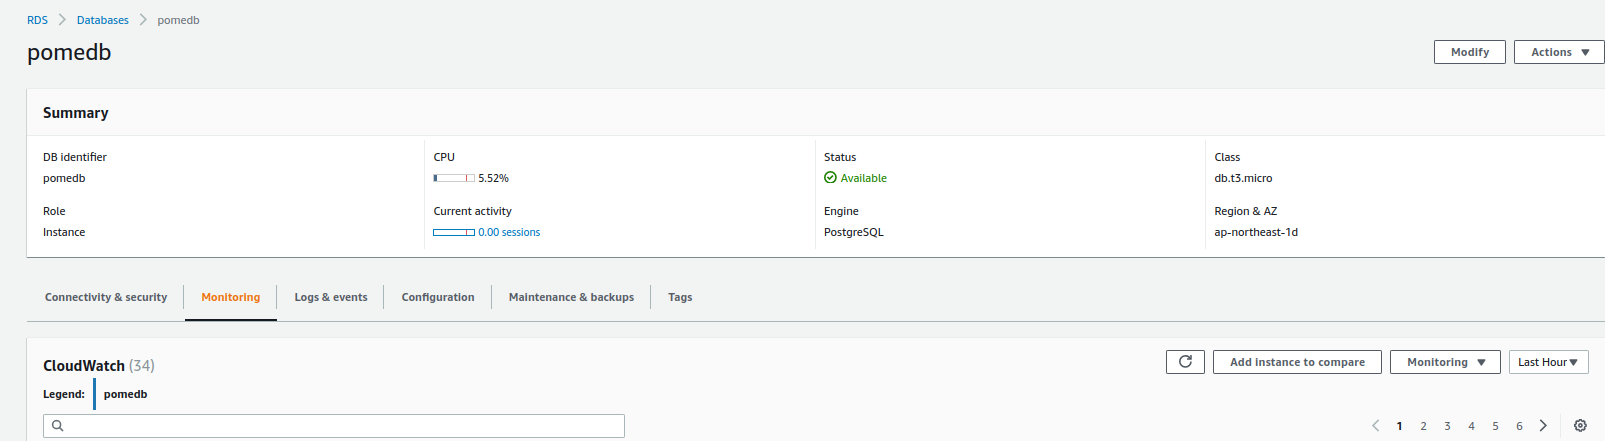 RDS > Databases > pomedb
pomedb
Modify Actions
Summary
DB identifier CPU Status Class
pomedb 5.52% Available db.t3.micro
Role Current activity Engine Region & AZ
Instance 0.00 sessions PostgreSQL ap-northeast-1d
Connectivity & security Monitoring Logs & events Configuration Maintenance & backups Tags
CloudWatch (34) Add instance to compare Monitoring Last Hour
Legend: pomedb
1 2 3 4 5 6